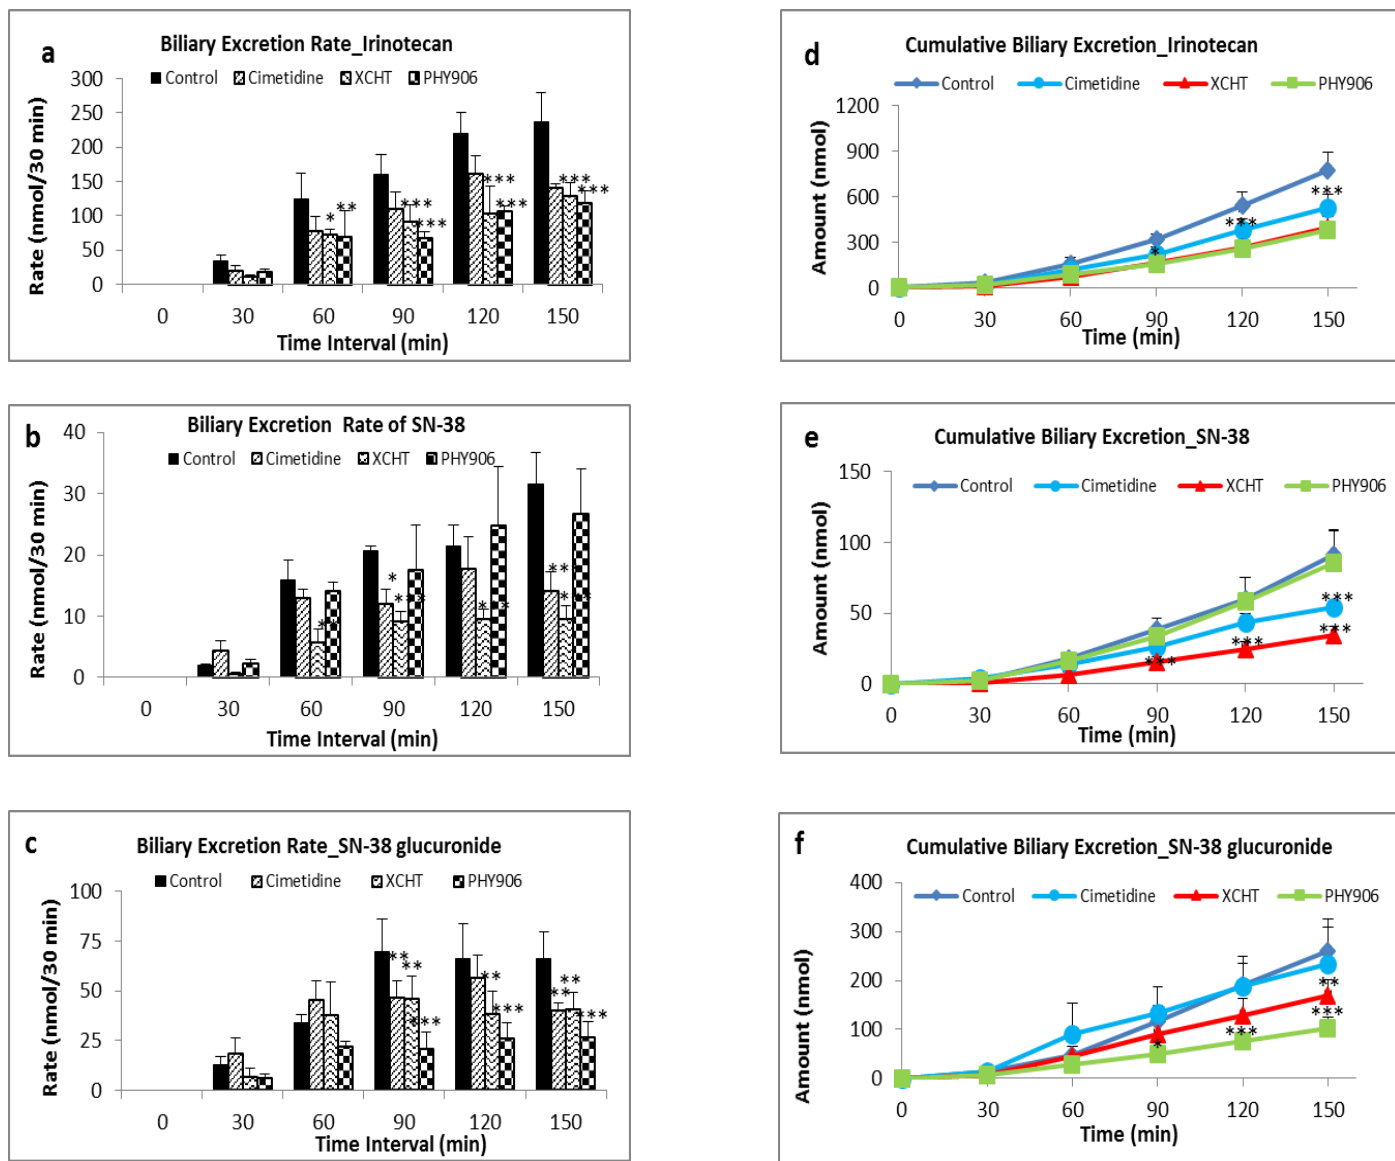 a
Biliary Excretion Rate_Irinotecan
Control Cimetidine XCHT PHY906
Rate (nmol/30 min)
300
250
200
150
100
50
0
* ** *** *** *** *** *** ***
0 30 60 90 120 150
Time Interval (min)
d
Cumulative Biliary Excretion_Irinotecan
Control Cimetidine XCHT PHY906
Amount (nmol)
1200
900
600
300
0
* *** ***
0 30 60 90 120 150
Time (min)
b
Biliary Excretion Rate of SN-38
Control Cimetidine XCHT PHY906
Rate (nmol/30 min)
40
30
20
10
0
0 30 60 90 120 150
Time Interval (min)
e
Cumulative Biliary Excretion_SN-38
Control Cimetidine XCHT PHY906
Amount (nmol)
150
100
50
0
*** *** *** ***
0 30 60 90 120 150
Time (min)
c
Biliary Excretion Rate_SN-38 glucuronide
Control Cimetidine XCHT PHY906
Rate (nmol/30 min)
100
75
50
25
0
** ** *** ** *** ** ** ***
0 30 60 90 120 150
Time Interval (min)
f
Cumulative Biliary Excretion_SN-38 glucuronide
Control Cimetidine XCHT PHY906
Amount (nmol)
400
300
200
100
0
* *** ** ***
0 30 60 90 120 150
Time (min)